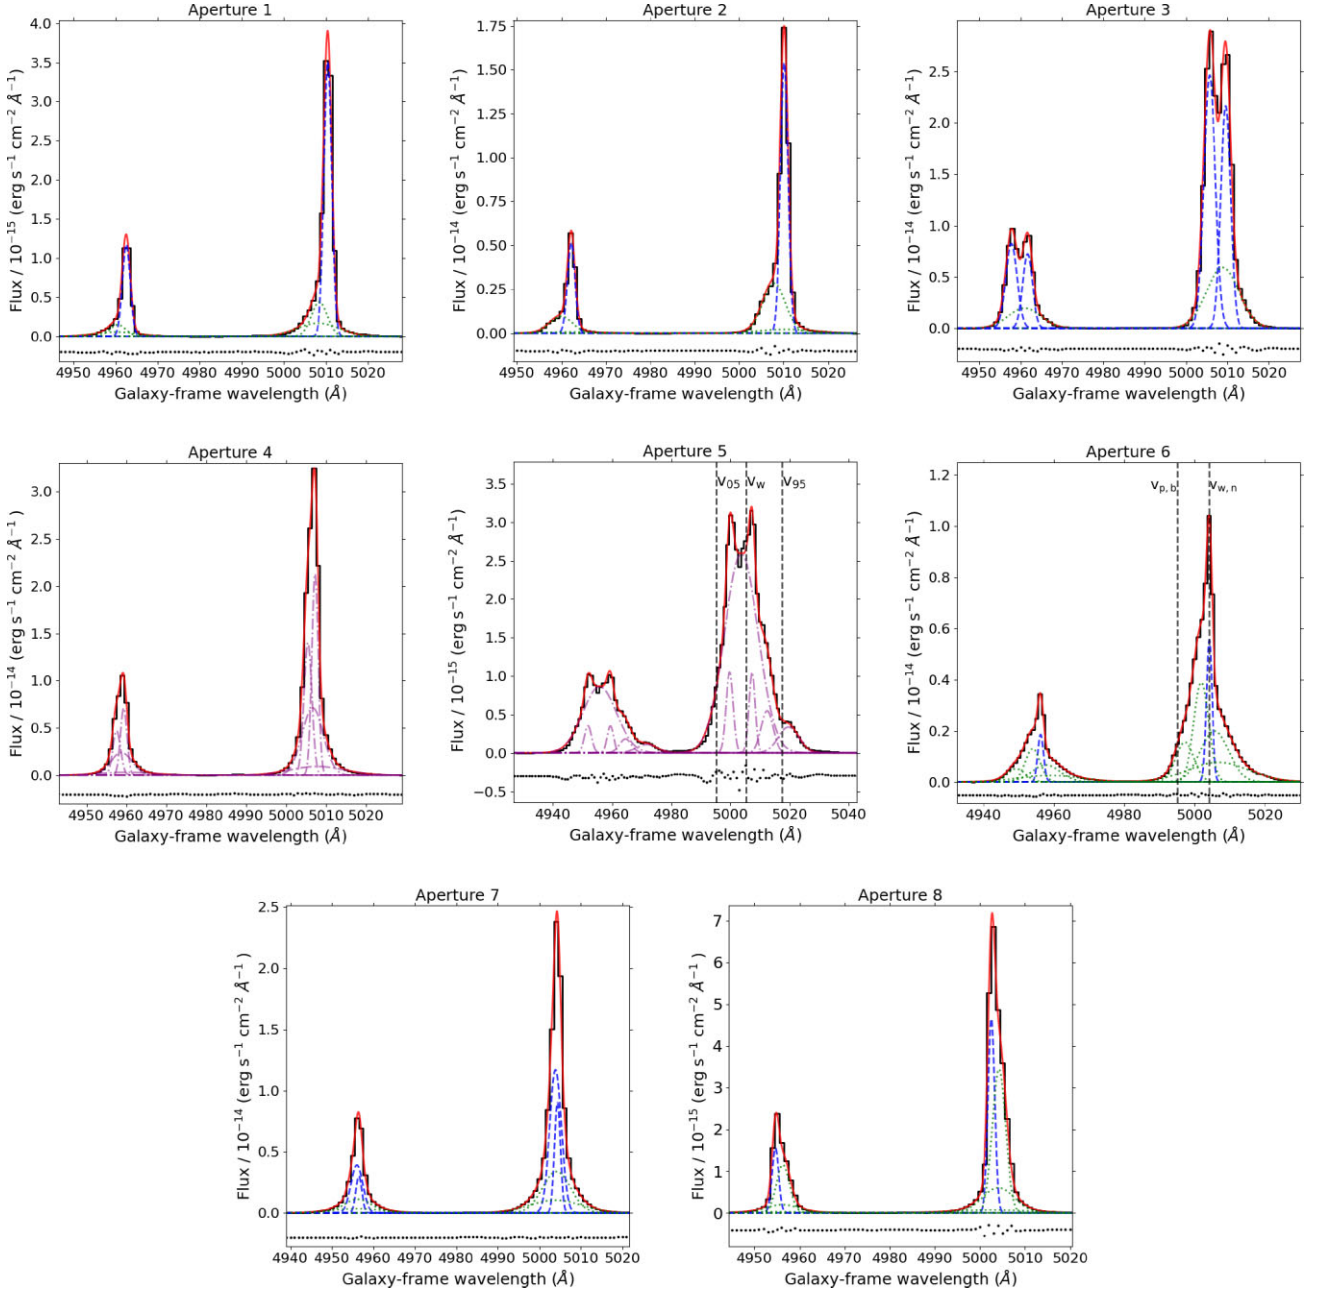 Aperture 1
Flux / 10⁻¹⁵ (erg s⁻¹ cm⁻² Å⁻¹)
4.0
3.5
3.0
2.5
2.0
1.5
1.0
0.5
0.0
4950 4960 4970 4980 4990 5000 5010 5020
Galaxy-frame wavelength (Å)
Aperture 2
Flux / 10⁻¹⁴ (erg s⁻¹ cm⁻² Å⁻¹)
1.75
1.50
1.25
1.00
0.50
0.25
0.00
4950 4960 4970 4980 4990 5000 5010 5020
Galaxy-frame wavelength (Å)
Aperture 3
Flux / 10⁻¹⁴ (erg s⁻¹ cm⁻² Å⁻¹)
2.5
2.0
1.5
1.0
0.5
0.0
4950 4960 4970 4980 4990 5000 5010 5020
Galaxy-frame wavelength (Å)
Aperture 4
Flux / 10⁻¹⁴ (erg s⁻¹ cm⁻² Å⁻¹)
3.0
2.5
2.0
1.5
1.0
0.5
0.0
4950 4960 4970 4980 4990 5000 5010 5020
Galaxy-frame wavelength (Å)
Aperture 5
Flux / 10⁻¹⁵ (erg s⁻¹ cm⁻² Å⁻¹)
3.5
3.0
2.5
2.0
1.5
1.0
0.5
0.0
−0.5
v₀₅ v_w v₉₅
4940 4960 4980 5000 5020 5040
Galaxy-frame wavelength (Å)
Aperture 6
Flux / 10⁻¹⁴ (erg s⁻¹ cm⁻² Å⁻¹)
1.2
1.0
0.8
0.6
0.4
0.2
0.0
v_p,b v_w,n
4940 4960 4980 5000 5020
Galaxy-frame wavelength (Å)
Aperture 7
Flux / 10⁻¹⁴ (erg s⁻¹ cm⁻² Å⁻¹)
2.5
2.0
1.5
1.0
0.5
0.0
4940 4950 4960 4970 4980 4990 5000 5010 5020
Galaxy-frame wavelength (Å)
Aperture 8
Flux / 10⁻¹⁵ (erg s⁻¹ cm⁻² Å⁻¹)
7
6
5
4
3
2
1
0
4950 4960 4970 4980 4990 5000 5010 5020
Galaxy-frame wavelength (Å)